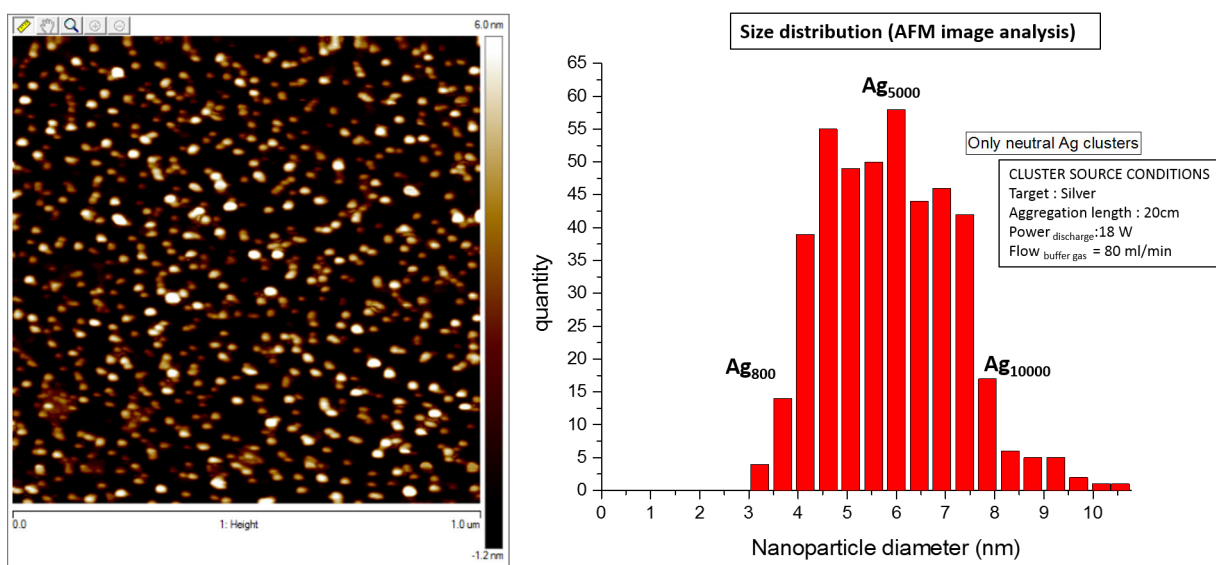 6.0 nm
0.0
1: Height
1.0 um
-1.2 nm
Size distribution (AFM image analysis)
65
60
55
50
45
40
35
30
25
20
15
10
5
0
quantity
Ag5000
Ag800
Ag10000
Only neutral Ag clusters
CLUSTER SOURCE CONDITIONS
Target : Silver
Aggregation length : 20cm
Power discharge:18 W
Flow buffer gas = 80 ml/min
0 1 2 3 4 5 6 7 8 9 10
Nanoparticle diameter (nm)